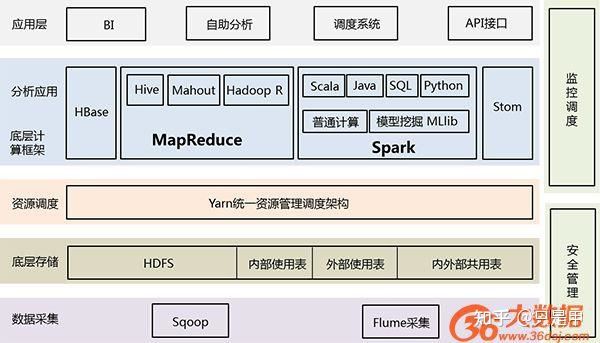 应用层
BI
自助分析
调度系统
API接口
监控调度
分析应用
底层计
算框架
HBase
Hive
Mahout
Hadoop R
MapReduce
Scala
Java
SQL
Python
普通计算
模型挖掘 MLlib
Spark
Stom
资源调度
Yarn统一资源管理调度架构
安全管理
底层存储
HDFS
内部使用表
外部使用表
内外部共用表
数据采集
Sqoop
Flume采集
36大数据
www.36dsj.com